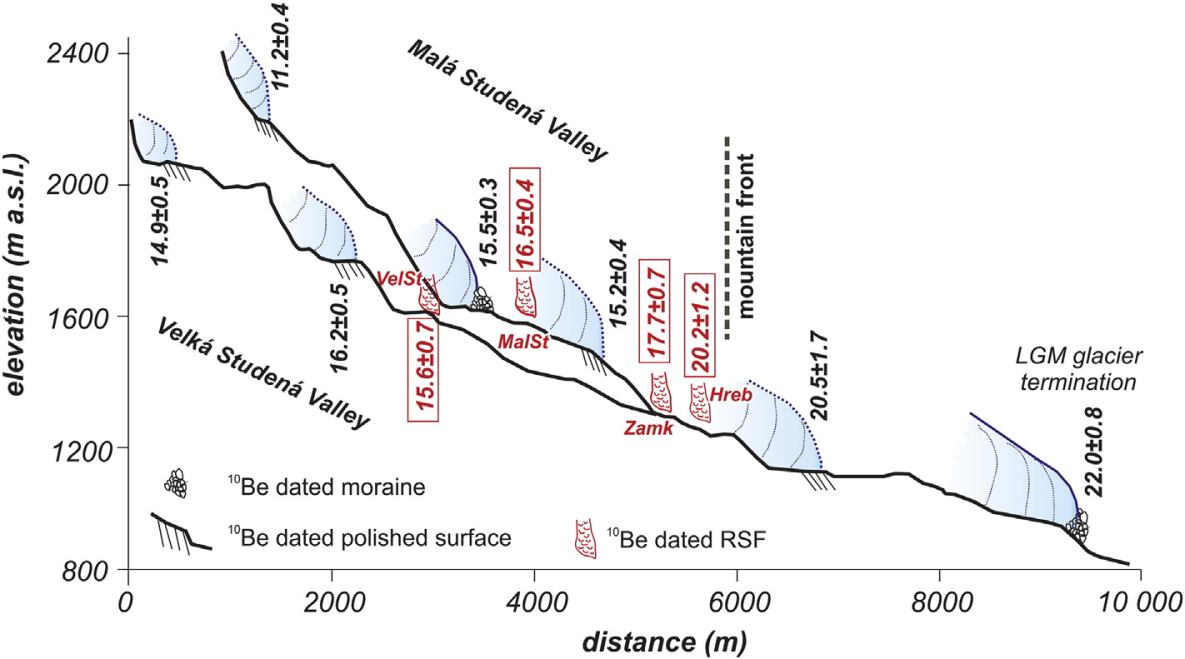 elevation (m a.s.l.)
2400
2000
1600
1200
800
0
2000
4000
6000
8000
10 000
distance (m)
Malá Studená Valley
Velká Studená Valley
mountain front
LGM glacier
termination
14.9±0.5
11.2±0.4
16.2±0.5
VelSt
15.6±0.7
15.5±0.3
16.5±0.4
MalSt
15.2±0.4
17.7±0.7
Zamk
20.2±1.2
Hreb
20.5±1.7
22.0±0.8
¹⁰Be dated moraine
¹⁰Be dated polished surface
¹⁰Be dated RSF